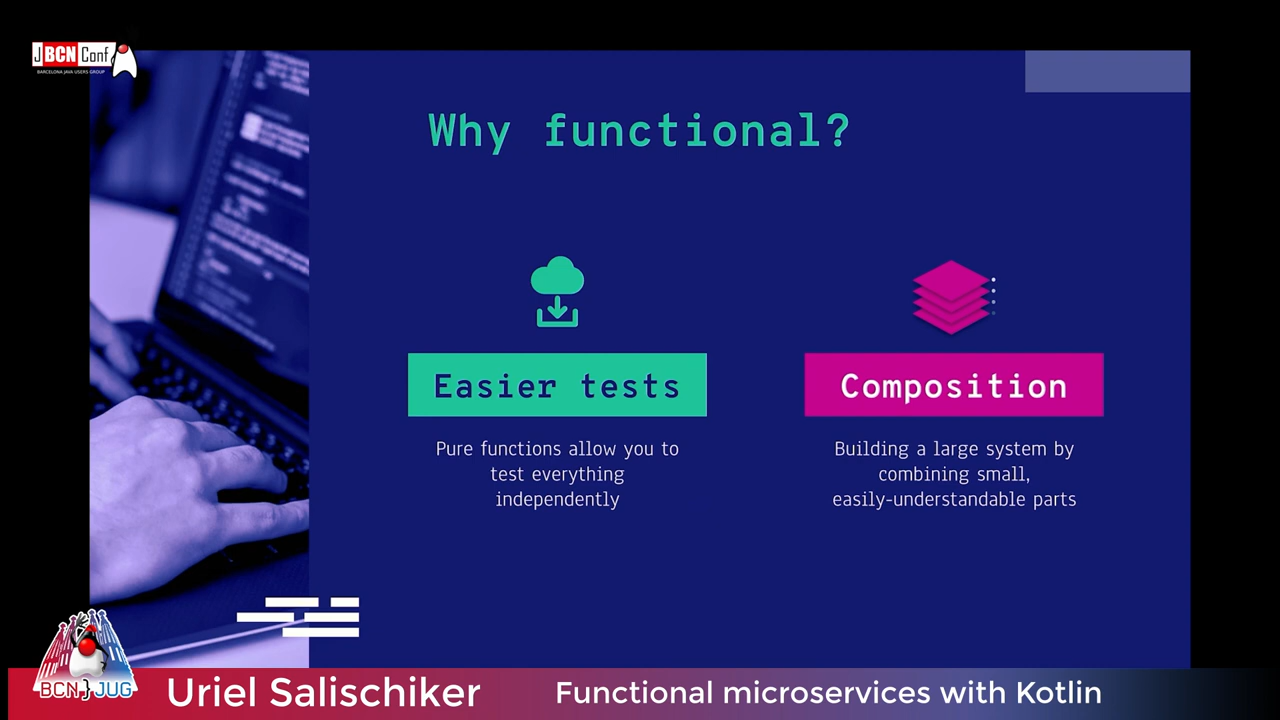 JBCNConf
BARCELONA JAVA USERS GROUP
Why functional?
Easier tests
Pure functions allow you to
test everything
independently
Composition
Building a large system by
combining small,
easily-understandable parts
BCN JUG
Uriel Salischiker
Functional microservices with Kotlin